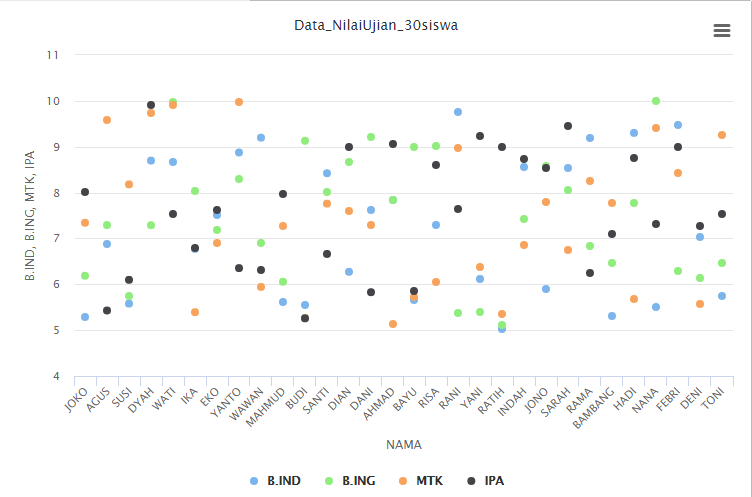 Data_NilaiUjian_30siswa
11
10
9
8
7
6
5
4
B.IND, B.ING, MTK, IPA
JOKO
AGUS
SUSI
DYAH
WATI
IKA
EKO
YANTO
WAWAN
MAHMUD
BUDI
SANTI
DIAN
DANI
AHMAD
BAYU
RISA
RANI
YANI
RATIH
INDAH
JONO
SARAH
RAMA
BAMBANG
HADI
NANA
FEBRI
DENI
TONI
NAMA
B.IND B.ING MTK IPA